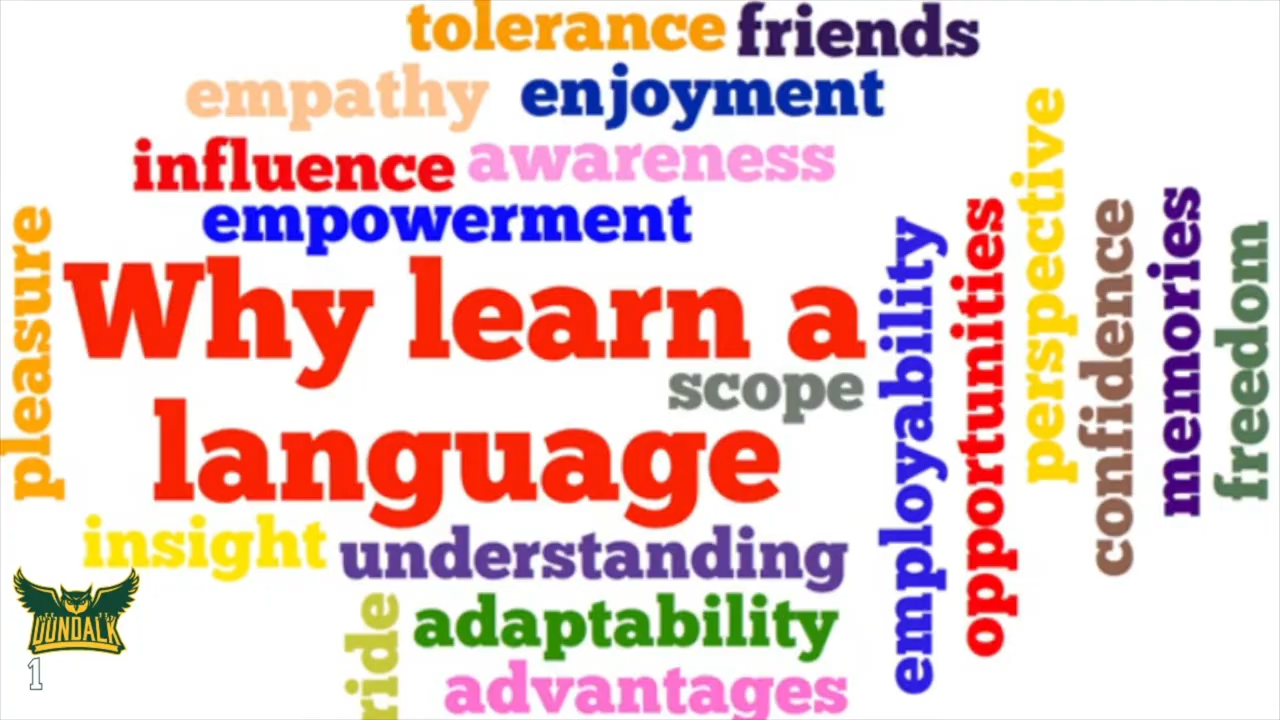 tolerance friends
empathy enjoyment
influence awareness
empowerment
Why learn a
scope
language
insight understanding
adaptability
advantages
pleasure
ride
employability
opportunities
perspective
confidence
memories
freedom
DUNDALK
1